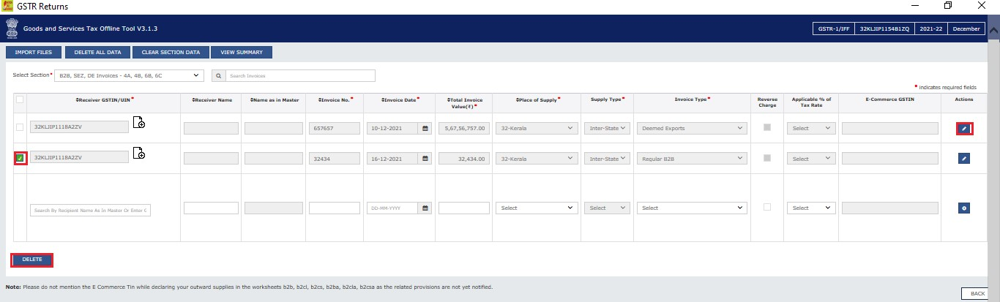 GSTR Returns
Goods and Services Tax Offline Tool V3.1.3
GSTR-1/IFF 32KLJIP1154B1ZQ 2021-22 December
IMPORT FILES DELETE ALL DATA CLEAR SECTION DATA VIEW SUMMARY
Select Section* B2B, SEZ, DE Invoices - 4A, 4B, 6B, 6C Search Invoices
* indicates required fields
Receiver GSTIN/UIN* Receiver Name Name as in Master Invoice No.* Invoice Date* Total Invoice Value(₹)* Place of Supply* Supply Type* Invoice Type* Reverse Charge Applicable % of Tax Rate E-Commerce GSTIN Actions
32KLJIP1118A2ZV 657657 10-12-2021 5,67,56,757.00 32-Kerala Inter-State Deemed Exports Select
32KLJIP1118A2ZV 32434 16-12-2021 32,434.00 32-Kerala Inter-State Regular B2B Select
Search By Recipient Name As In Master Or Enter DD-MM-YYYY Select Select Select Select
DELETE
Note: Please do not mention the E Commerce Tin while declaring your outward supplies in the worksheets b2b, b2cl, b2cs, b2ba, b2cla, b2csa as the related provisions are not yet notified.
BACK